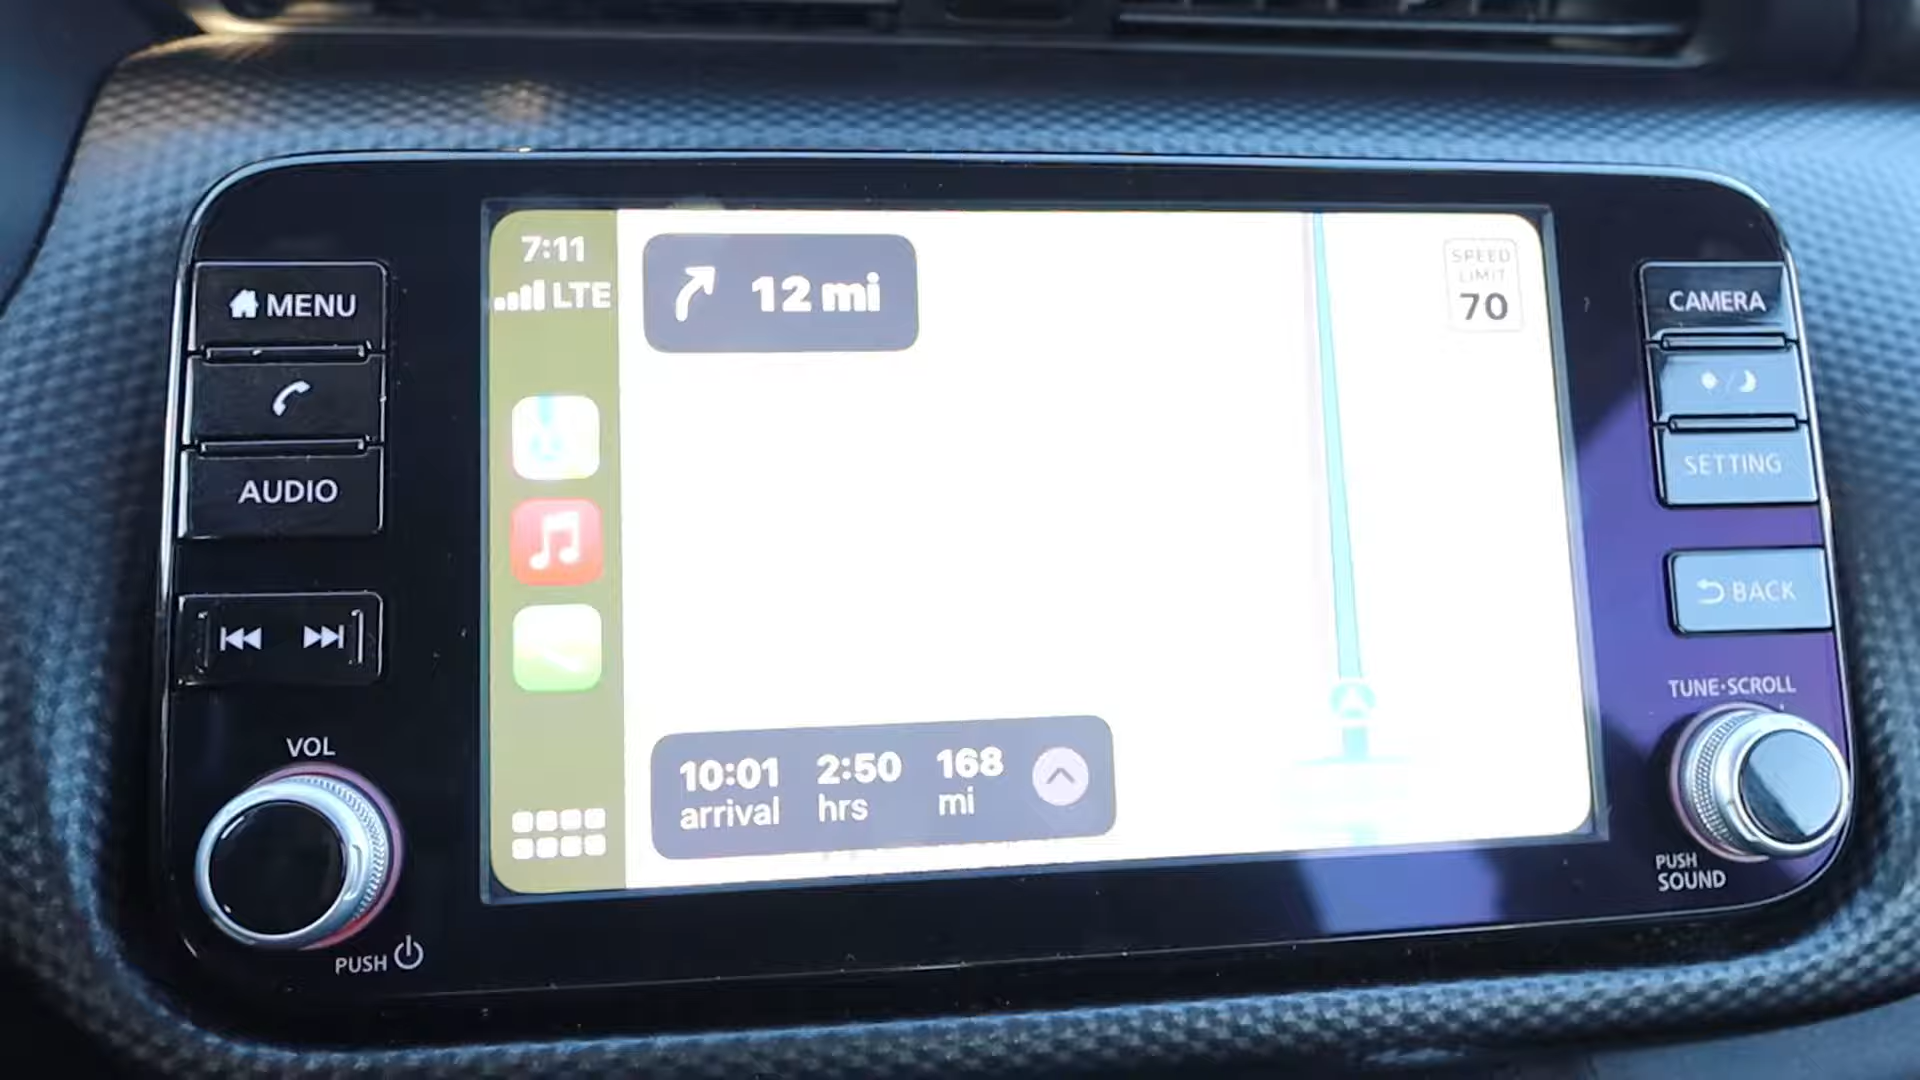 MENU
AUDIO
VOL
PUSH
7:11
LTE
12 mi
SPEED
LIMIT
70
10:01 2:50 168
arrival hrs mi
CAMERA
SETTING
BACK
TUNE·SCROLL
PUSH
SOUND